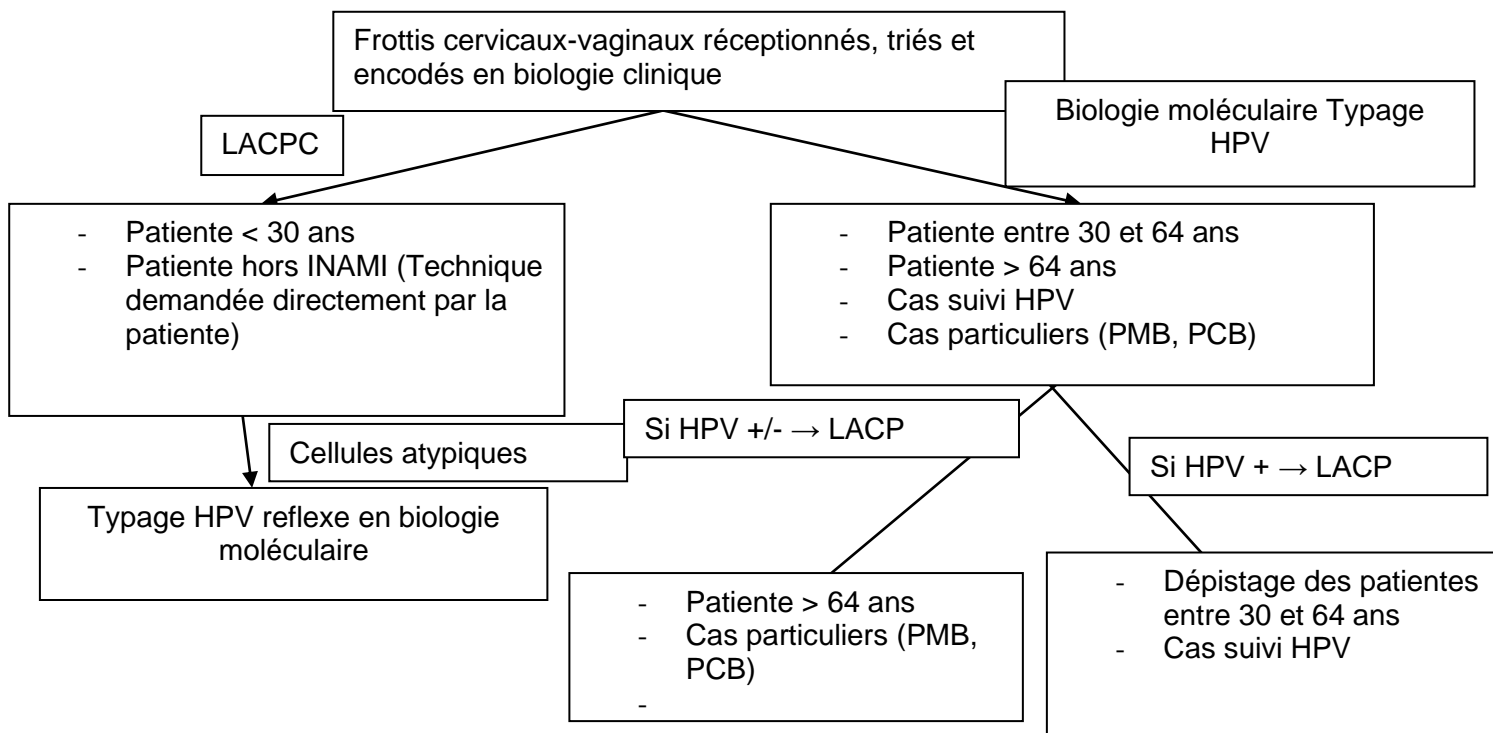 Frottis cervicaux-vaginaux réceptionnés, triés et
encodés en biologie clinique
Biologie moléculaire Typage
HPV
LACPC
- Patiente < 30 ans
- Patiente hors INAMI (Technique
demandée directement par la
patiente)
- Patiente entre 30 et 64 ans
- Patiente > 64 ans
- Cas suivi HPV
- Cas particuliers (PMB, PCB)
Cellules atypiques
Si HPV +/- → LACP
Si HPV + → LACP
Typage HPV reflexe en biologie
moléculaire
- Patiente > 64 ans
- Cas particuliers (PMB,
PCB)
-
- Dépistage des patientes
entre 30 et 64 ans
- Cas suivi HPV